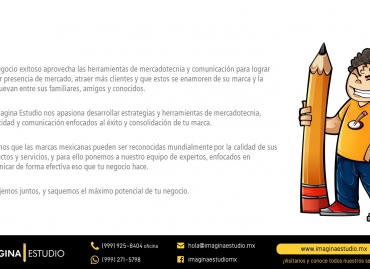 egocio exitoso aprovecha las herramientas de mercadotecnia y comunicación para lograr
r presencia de mercado, atraer más clientes y que estos se enamoren de su marca y la
uevan entre sus familiares, amigos y conocidos.
agina Estudio nos apasiona desarrollar estrategias y herramientas de mercadotecnia,
cidad y comunicación enfocados al éxito y consolidación de tu marca.
mos que las marcas mexicanas pueden ser reconocidas mundialmente por la calidad de sus
ctos y servicios, y para ello ponemos a nuestro equipo de expertos, enfocados en
nicar de forma efectiva eso que tu negocio hace.
jemos juntos, y saquemos el máximo potencial de tu negocio.
AGINA | ESTUDIO
(999) 925-8404 oficina
(999) 271-5798
hola@imaginaestudio.mx
imaginaestudiomx
www.imaginaestudio.mx
¡Visítanos y conoce todos nuestros se